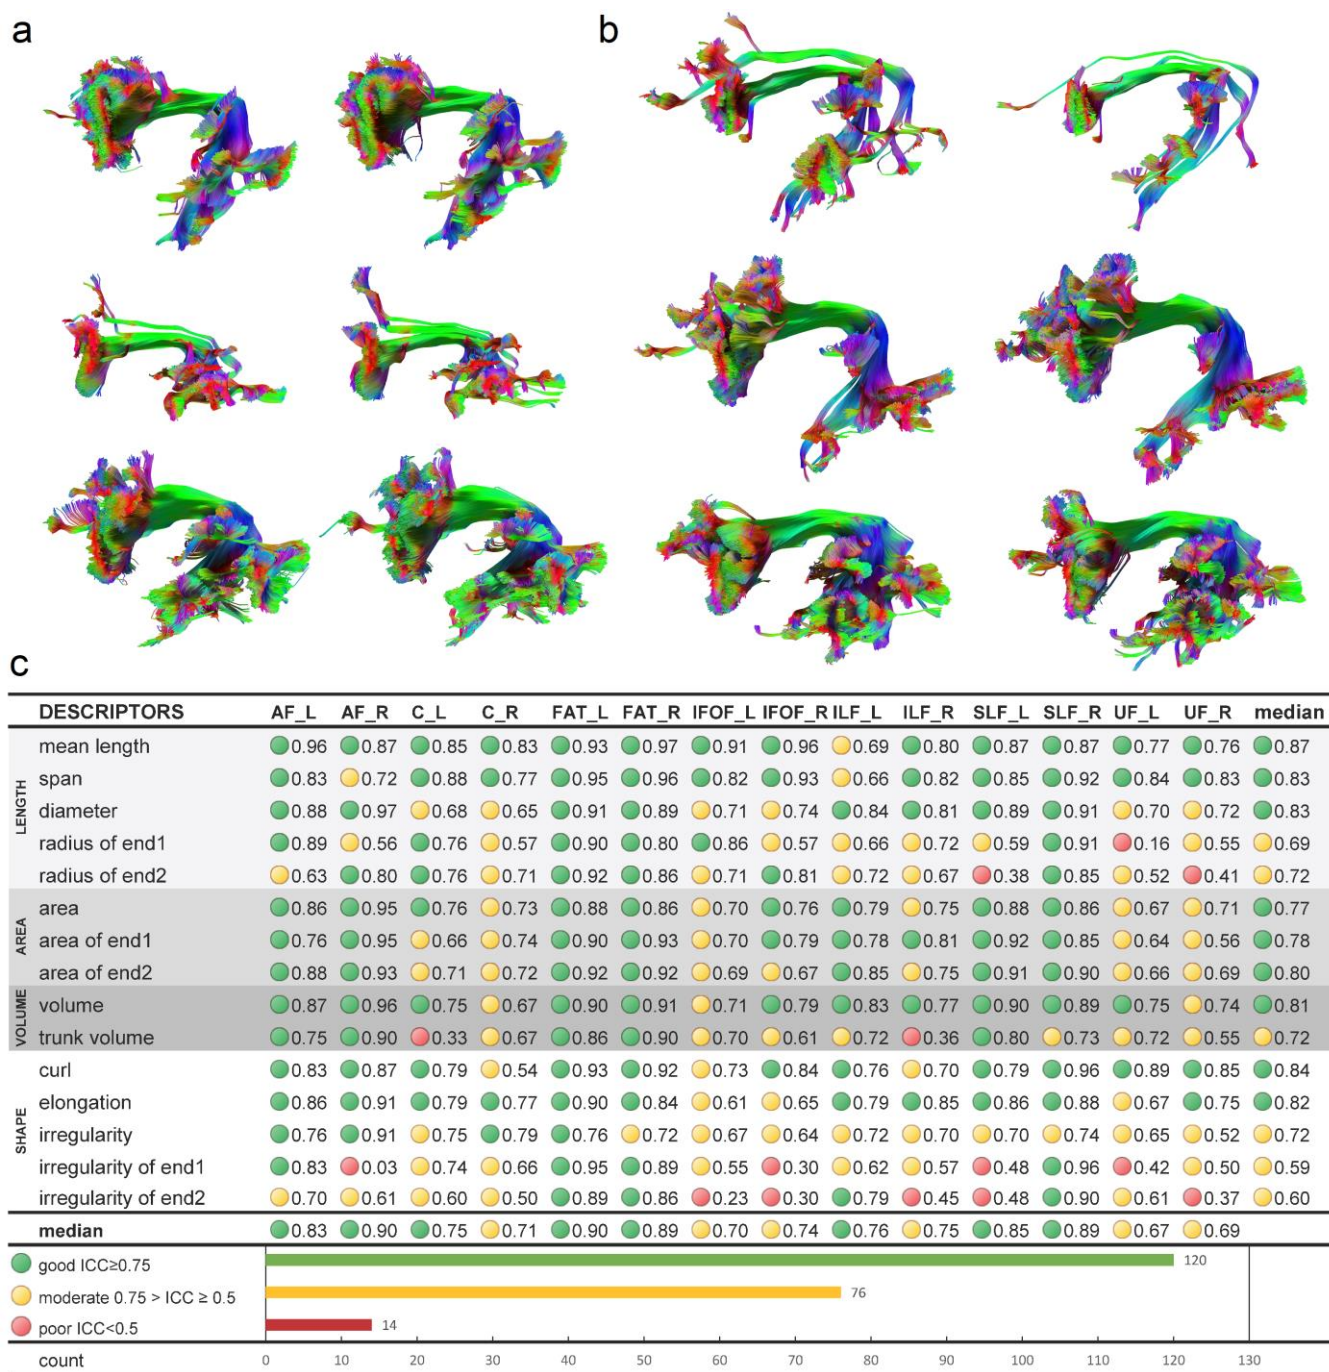 a
b
c
DESCRIPTORS AF_L AF_R C_L C_R FAT_L FAT_R IFOF_L IFOF_R ILF_L ILF_R SLF_L SLF_R UF_L UF_R median
LENGTH
mean length 0.96 0.87 0.85 0.83 0.93 0.97 0.91 0.96 0.69 0.80 0.87 0.87 0.77 0.76 0.87
span 0.83 0.72 0.88 0.77 0.95 0.96 0.82 0.93 0.66 0.82 0.85 0.92 0.84 0.83 0.83
diameter 0.88 0.97 0.68 0.65 0.91 0.89 0.71 0.74 0.84 0.81 0.89 0.91 0.70 0.72 0.83
radius of end1 0.89 0.56 0.76 0.57 0.90 0.80 0.86 0.57 0.66 0.72 0.59 0.91 0.16 0.55 0.69
radius of end2 0.63 0.80 0.76 0.71 0.92 0.86 0.71 0.81 0.72 0.67 0.38 0.85 0.52 0.41 0.72
AREA
area 0.86 0.95 0.76 0.73 0.88 0.86 0.70 0.76 0.79 0.75 0.88 0.86 0.67 0.71 0.77
area of end1 0.76 0.95 0.66 0.74 0.90 0.93 0.70 0.79 0.78 0.81 0.92 0.85 0.64 0.56 0.78
area of end2 0.88 0.93 0.71 0.72 0.92 0.92 0.69 0.67 0.85 0.75 0.91 0.90 0.66 0.69 0.80
VOLUME
volume 0.87 0.96 0.75 0.67 0.90 0.91 0.71 0.79 0.83 0.77 0.90 0.89 0.75 0.74 0.81
trunk volume 0.75 0.90 0.33 0.67 0.86 0.90 0.70 0.61 0.72 0.36 0.80 0.73 0.72 0.55 0.72
SHAPE
curl 0.83 0.87 0.79 0.54 0.93 0.92 0.73 0.84 0.76 0.70 0.79 0.96 0.89 0.85 0.84
elongation 0.86 0.91 0.79 0.77 0.90 0.84 0.61 0.65 0.79 0.85 0.86 0.88 0.67 0.75 0.82
irregularity 0.76 0.91 0.75 0.79 0.76 0.72 0.67 0.64 0.72 0.70 0.70 0.74 0.65 0.52 0.72
irregularity of end1 0.83 0.03 0.74 0.66 0.95 0.89 0.55 0.30 0.62 0.57 0.48 0.96 0.42 0.50 0.59
irregularity of end2 0.70 0.61 0.60 0.50 0.89 0.86 0.23 0.30 0.79 0.45 0.48 0.90 0.61 0.37 0.60
median 0.83 0.90 0.75 0.71 0.90 0.89 0.70 0.74 0.76 0.75 0.85 0.89 0.67 0.69
good ICC≥0.75 120
moderate 0.75 > ICC ≥ 0.5 76
poor ICC<0.5 14
count 0 10 20 30 40 50 60 70 80 90 100 110 120 130